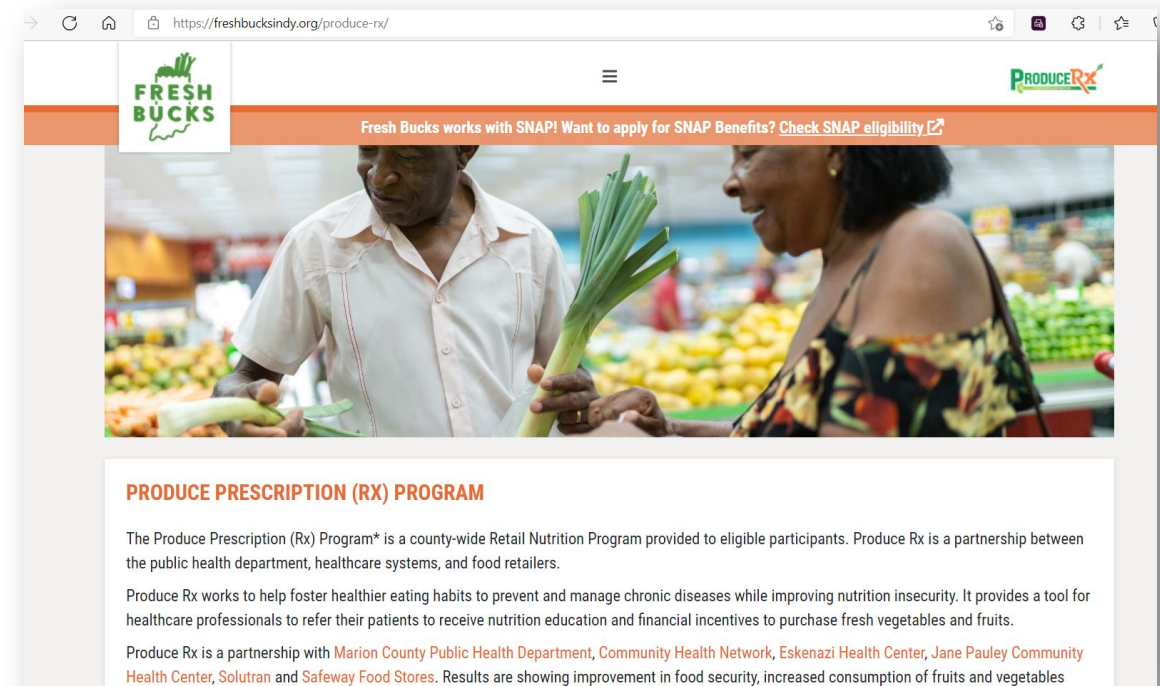 https://freshbucksindy.org/produce-rx/
FRESH
BUCKS
PRODUCE Rx
Fresh Bucks works with SNAP! Want to apply for SNAP Benefits? Check SNAP eligibility
PRODUCE PRESCRIPTION (RX) PROGRAM
The Produce Prescription (Rx) Program* is a county-wide Retail Nutrition Program provided to eligible participants. Produce Rx is a partnership between
the public health department, healthcare systems, and food retailers.
Produce Rx works to help foster healthier eating habits to prevent and manage chronic diseases while improving nutrition insecurity. It provides a tool for
healthcare professionals to refer their patients to receive nutrition education and financial incentives to purchase fresh vegetables and fruits.
Produce Rx is a partnership with Marion County Public Health Department, Community Health Network, Eskenazi Health Center, Jane Pauley Community
Health Center, Solutran and Safeway Food Stores. Results are showing improvement in food security, increased consumption of fruits and vegetables